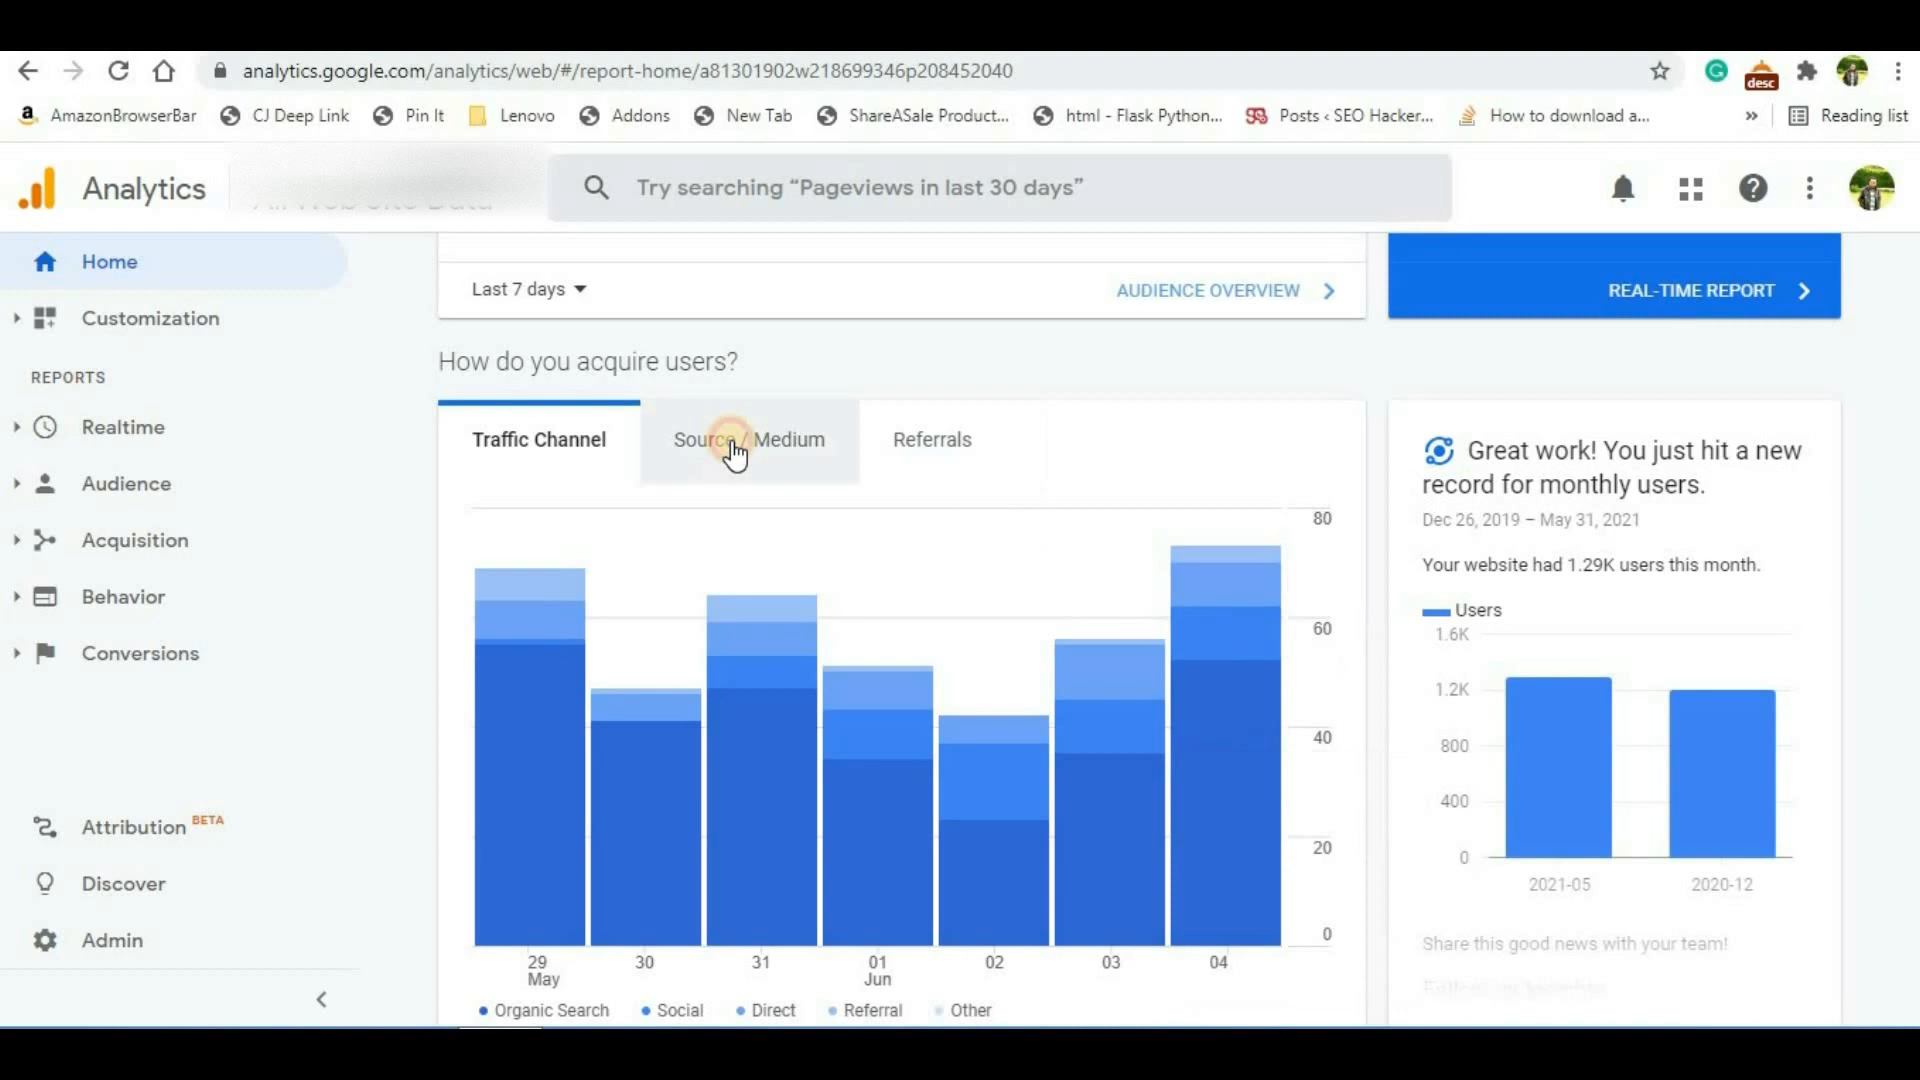 analytics.google.com/analytics/web/#/report-home/a81301902w218699346p208452040
desc
AmazonBrowserBar CJ Deep Link Pin It Lenovo Addons New Tab ShareASale Product... html - Flask Python... Posts ‹ SEO Hacker... How to download a... » Reading list
Analytics
Try searching “Pageviews in last 30 days”
Home
Customization
REPORTS
Realtime
Audience
Acquisition
Behavior
Conversions
Attribution BETA
Discover
Admin
Last 7 days
AUDIENCE OVERVIEW
REAL-TIME REPORT
How do you acquire users?
Traffic Channel Source / Medium Referrals
80
60
40
20
0
29 30 31 01 02 03 04
May Jun
Organic Search Social Direct Referral Other
Great work! You just hit a new
record for monthly users.
Dec 26, 2019 – May 31, 2021
Your website had 1.29K users this month.
Users
1.6K
1.2K
800
400
0
2021-05 2020-12
Share this good news with your team!